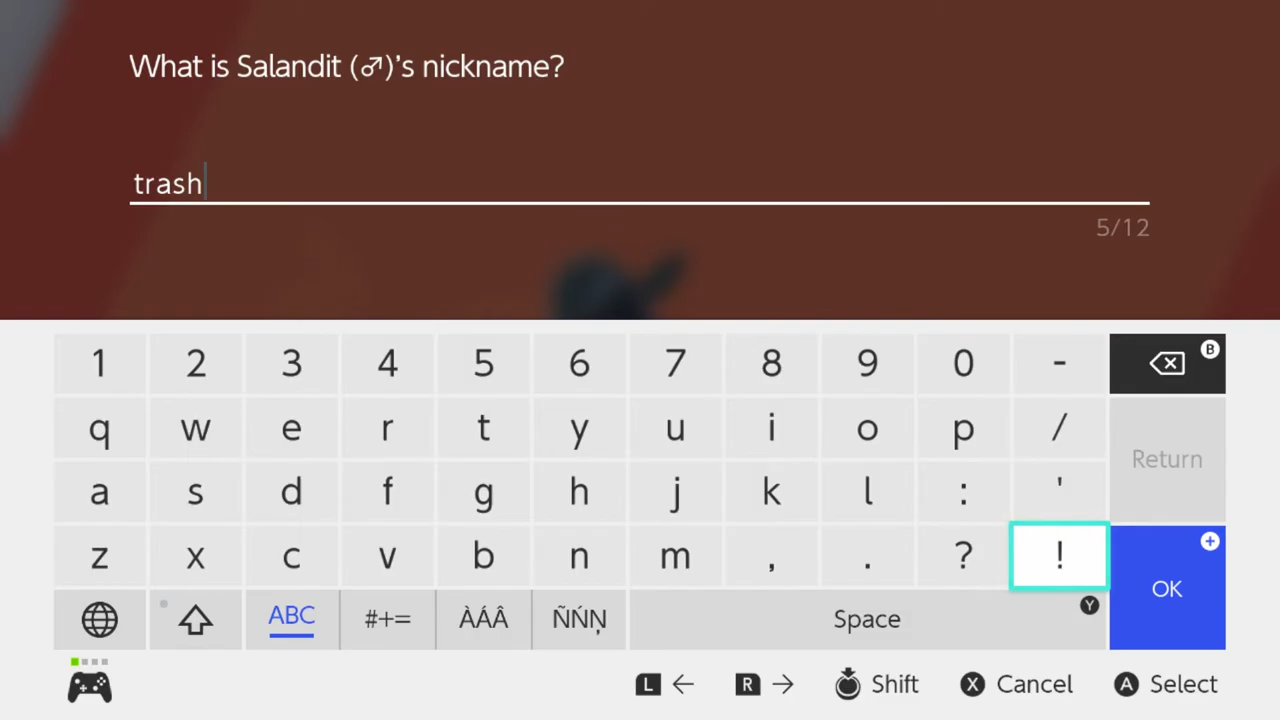 What is Salandit (♂)'s nickname?
trash
5/12
1 2 3 4 5 6 7 8 9 0 -
B
q w e r t y u i o p /
Return
a s d f g h j k l : '
z x c v b n m , . ? !
+
OK
ABC #+= ÀÁÂ ÑŃŅ Space
Y
L ← R → Shift X Cancel A Select